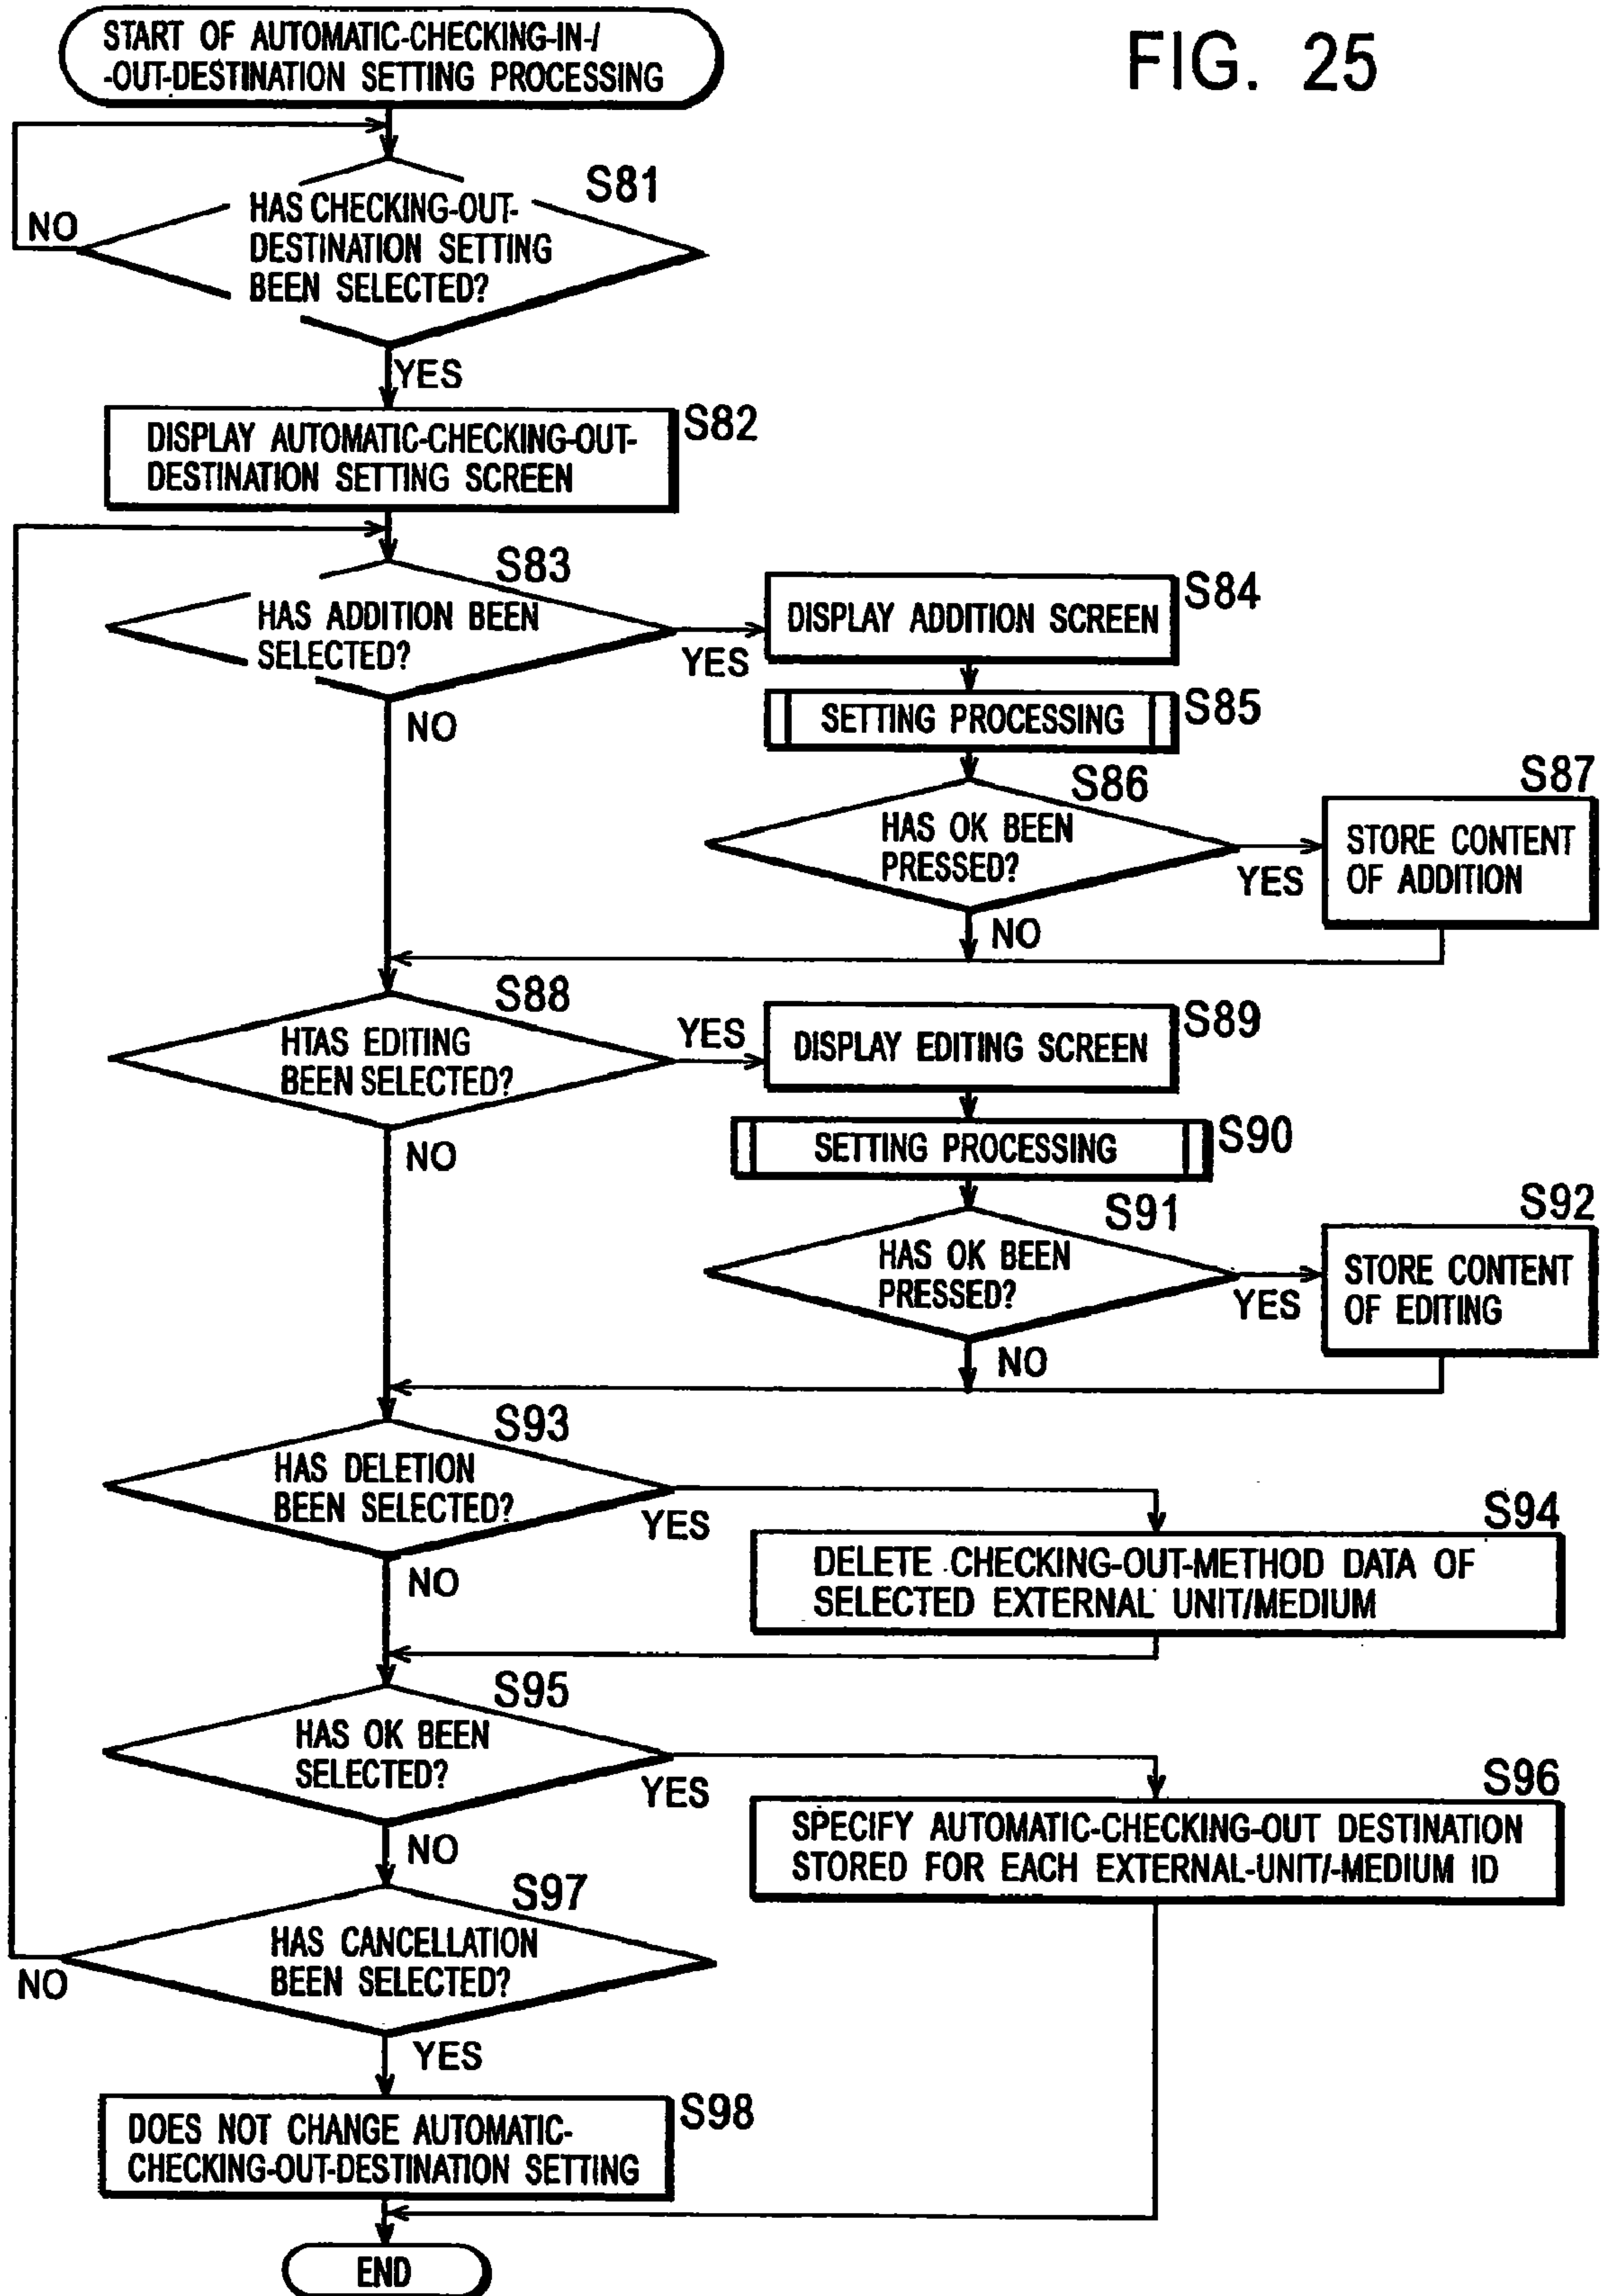 START OF AUTOMATIC-CHECKING-IN-/
-OUT-DESTINATION SETTING PROCESSING
FIG. 25
S81
HAS CHECKING-OUT-
DESTINATION SETTING
BEEN SELECTED?
NO
YES
S82
DISPLAY AUTOMATIC-CHECKING-OUT-
DESTINATION SETTING SCREEN
S83
HAS ADDITION BEEN
SELECTED?
YES
NO
S84
DISPLAY ADDITION SCREEN
S85
SETTING PROCESSING
S86
HAS OK BEEN
PRESSED?
YES
NO
S87
STORE CONTENT
OF ADDITION
S88
HTAS EDITING
BEEN SELECTED?
YES
NO
S89
DISPLAY EDITING SCREEN
S90
SETTING PROCESSING
S91
HAS OK BEEN
PRESSED?
YES
NO
S92
STORE CONTENT
OF EDITING
S93
HAS DELETION
BEEN SELECTED?
YES
NO
S94
DELETE CHECKING-OUT-METHOD DATA OF
SELECTED EXTERNAL UNIT/MEDIUM
S95
HAS OK BEEN
SELECTED?
YES
NO
S96
SPECIFY AUTOMATIC-CHECKING-OUT DESTINATION
STORED FOR EACH EXTERNAL-UNIT/-MEDIUM ID
S97
HAS CANCELLATION
BEEN SELECTED?
NO
YES
S98
DOES NOT CHANGE AUTOMATIC-
CHECKING-OUT-DESTINATION SETTING
END